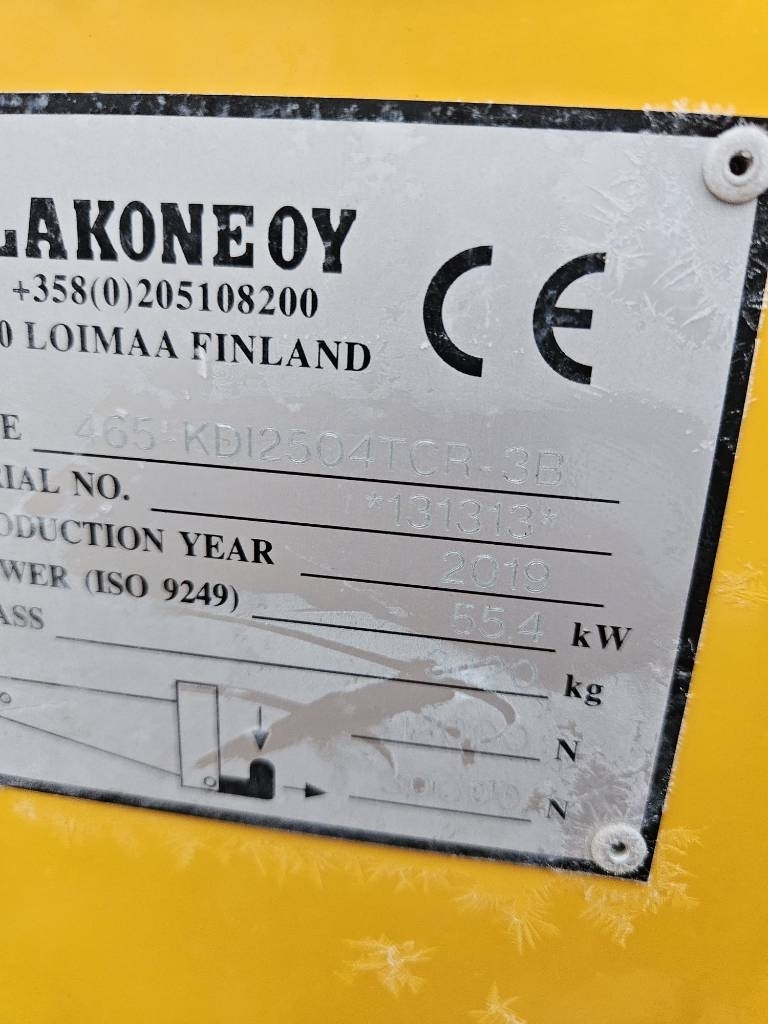 LAKONE OY
+358(0)205108200
0 LOIMAA FINLAND
CE
E 465-KDI2504TCR-3B
RIAL NO. *131313*
ODUCTION YEAR 2019
WER (ISO 9249) 55.4 kW
ASS kg
N
N